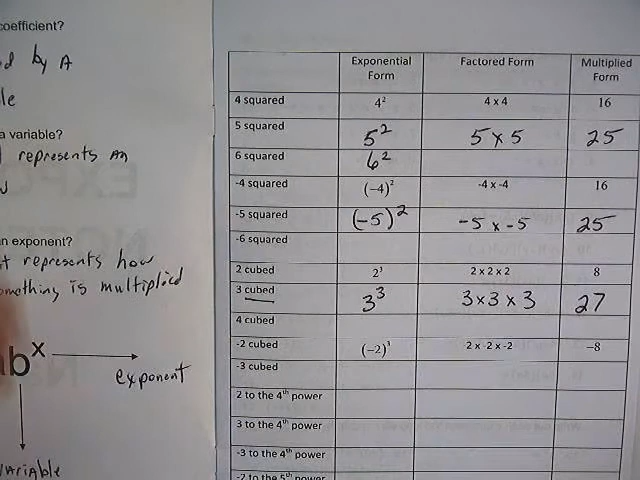 coefficient?
by A
le
a variable?
represents an
an exponent?
represents how
something is multiplied
b^x
exponent
variable
Exponential Form Factored Form Multiplied Form
4 squared 4² 4 x 4 16
5 squared 5² 5 x 5 25
6 squared 6²
-4 squared (-4)² -4 x -4 16
-5 squared (-5)² -5 x -5 25
-6 squared
2 cubed 2³ 2 x 2 x 2 8
3 cubed 3³ 3 x 3 x 3 27
4 cubed
-2 cubed (-2)³ 2 x -2 x -2 -8
-3 cubed
2 to the 4th power
3 to the 4th power
-3 to the 4th power
-2 to the 5th power